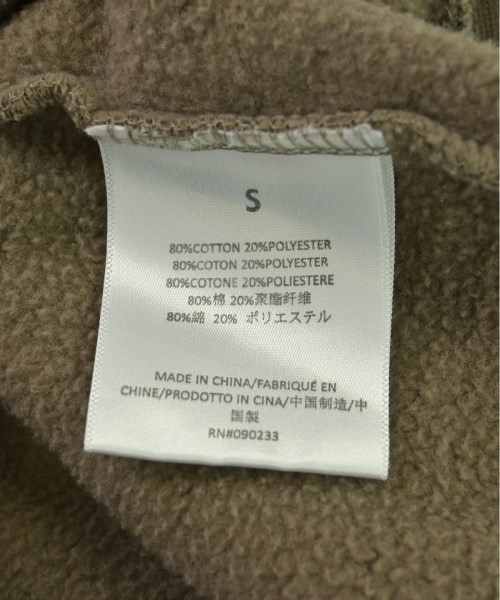 S
80%COTTON 20%POLYESTER
80%COTON 20%POLYESTER
80%COTONE 20%POLIESTERE
80%棉 20%聚酯纤维
80%綿 20% ポリエステル
MADE IN CHINA/FABRIQUÉ EN
CHINE/PRODOTTO IN CINA/中国制造/中
国製
RN#090233